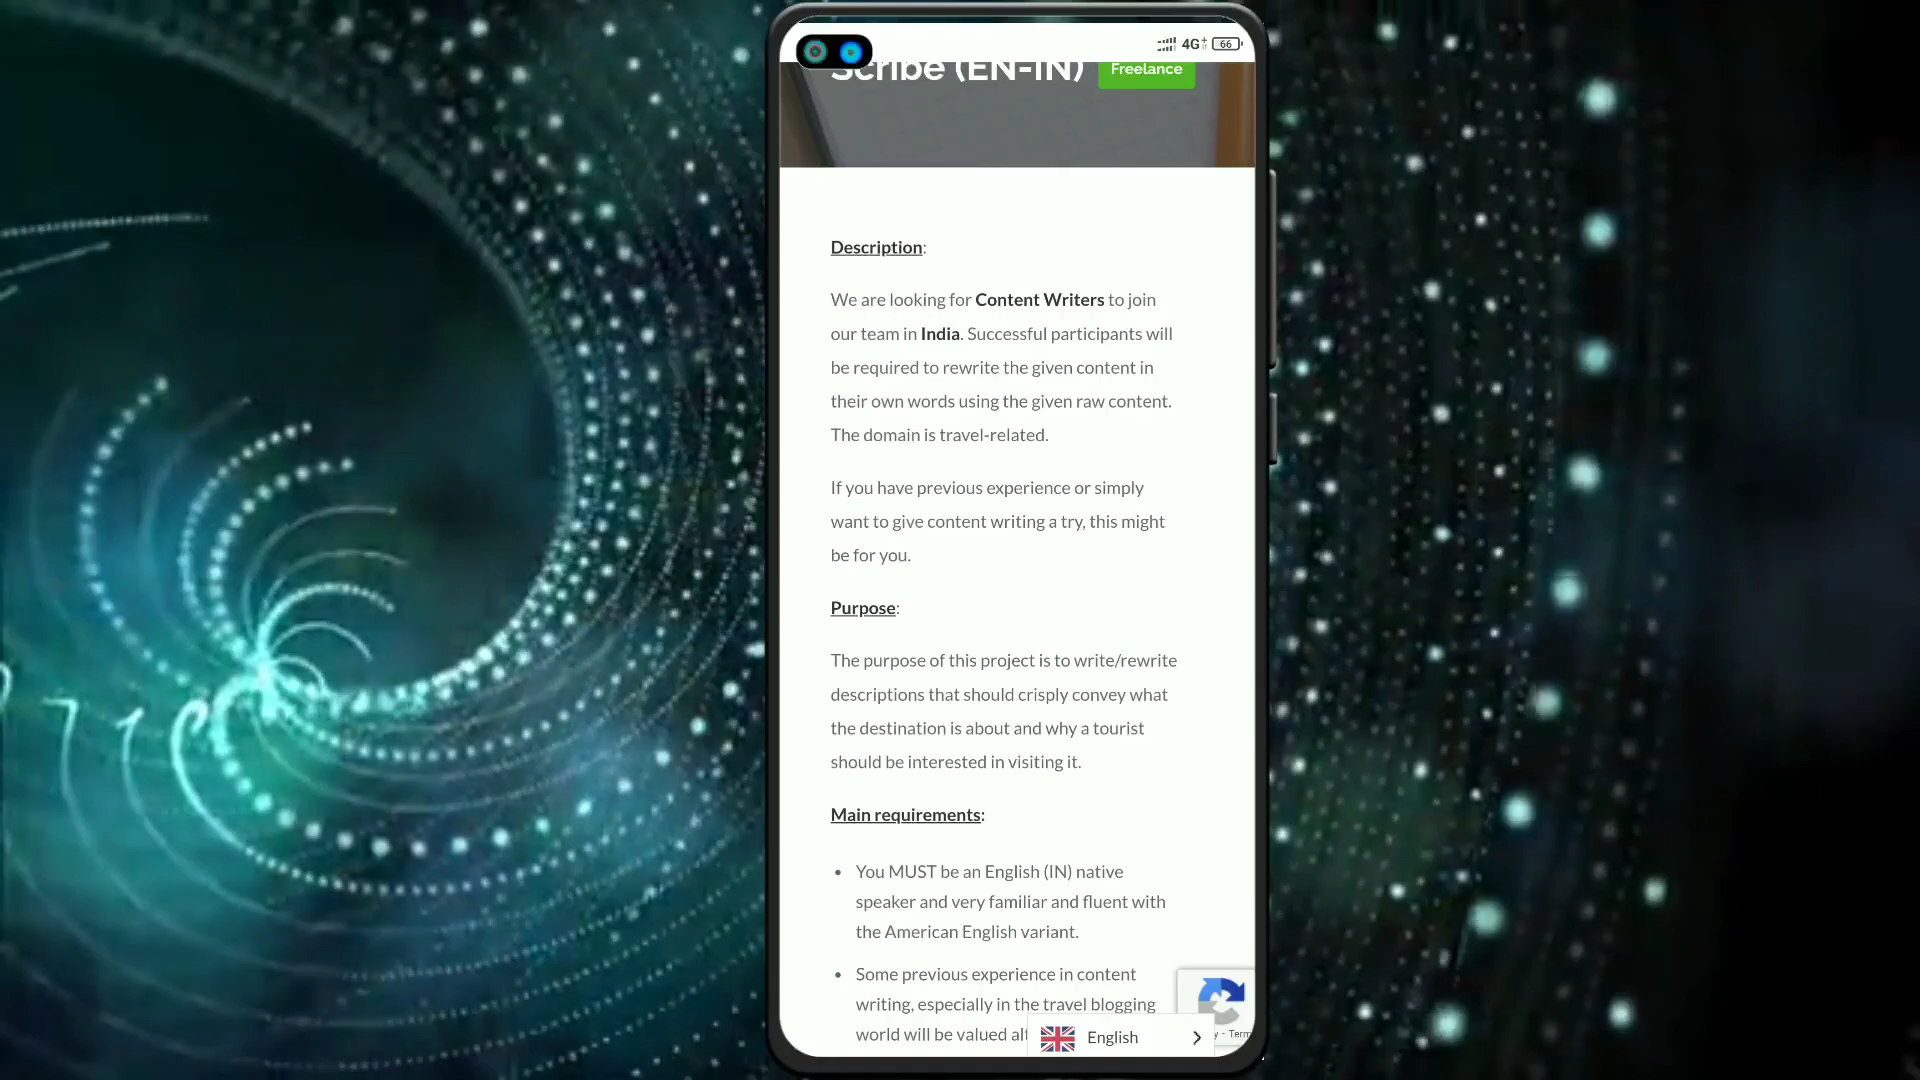 4G+
66
Scribe (EN-IN)
Freelance
Description:
We are looking for Content Writers to join
our team in India. Successful participants will
be required to rewrite the given content in
their own words using the given raw content.
The domain is travel-related.
If you have previous experience or simply
want to give content writing a try, this might
be for you.
Purpose:
The purpose of this project is to write/rewrite
descriptions that should crisply convey what
the destination is about and why a tourist
should be interested in visiting it.
Main requirements:
• You MUST be an English (IN) native
speaker and very familiar and fluent with
the American English variant.
• Some previous experience in content
writing, especially in the travel blogging
world will be valued
English